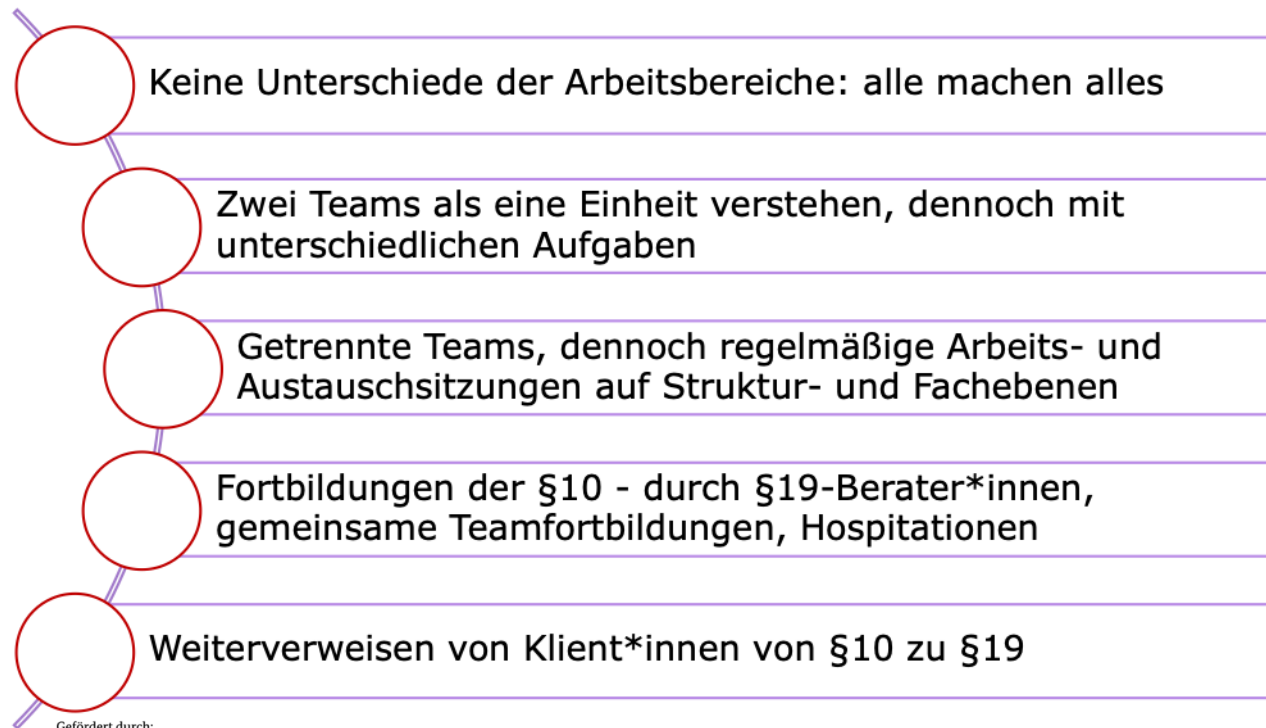 Keine Unterschiede der Arbeitsbereiche: alle machen alles
Zwei Teams als eine Einheit verstehen, dennoch mit
unterschiedlichen Aufgaben
Getrennte Teams, dennoch regelmäßige Arbeits- und
Austauschsitzungen auf Struktur- und Fachebenen
Fortbildungen der §10 - durch §19-Berater*innen,
gemeinsame Teamfortbildungen, Hospitationen
Weiterverweisen von Klient*innen von §10 zu §19
Gefördert durch: